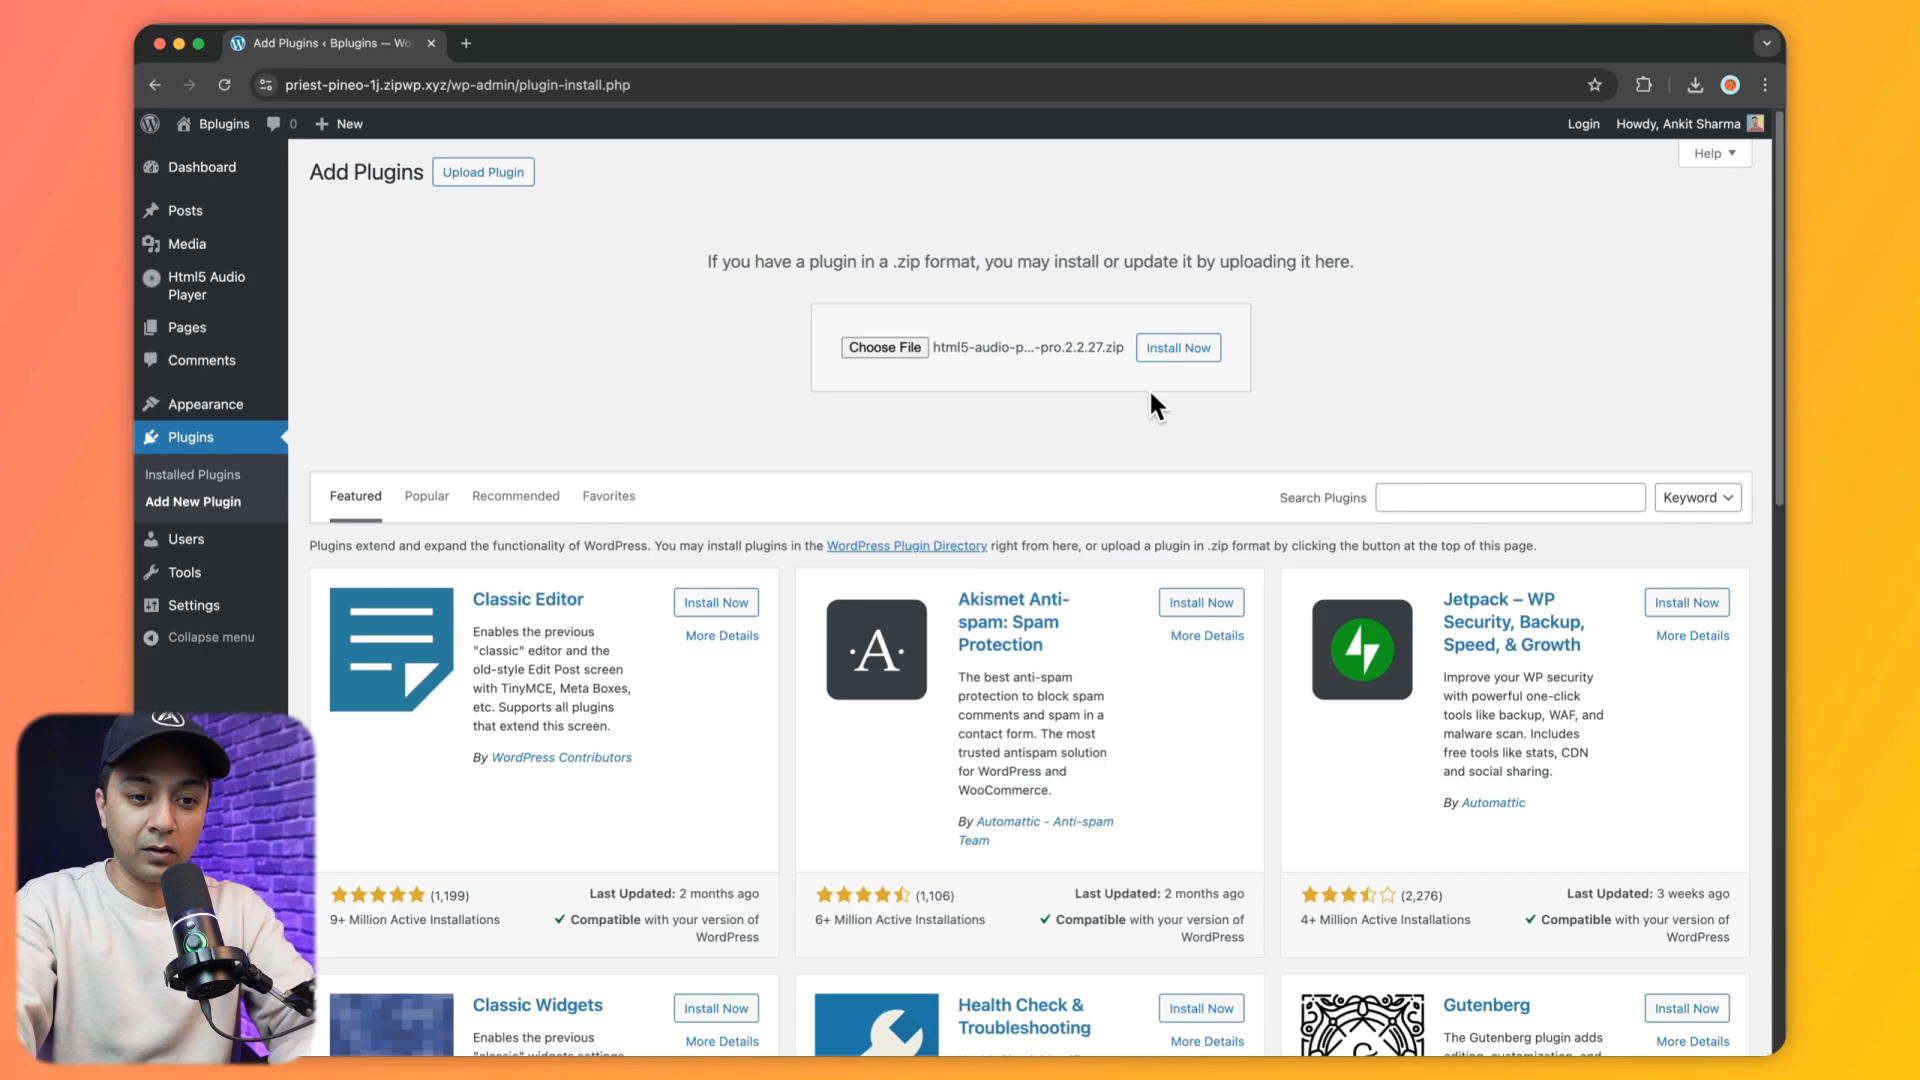 Add Plugins ‹ Bplugins — Wo
priest-pineo-1j.zipwp.xyz/wp-admin/plugin-install.php
Bplugins
0
New
Login
Howdy, Ankit Sharma
Help
Dashboard
Posts
Media
Html5 Audio
Player
Pages
Comments
Appearance
Plugins
Installed Plugins
Add New Plugin
Users
Tools
Settings
Collapse menu
Add Plugins
Upload Plugin
If you have a plugin in a .zip format, you may install or update it by uploading it here.
Choose File html5-audio-p...-pro.2.2.27.zip
Install Now
Featured
Popular
Recommended
Favorites
Search Plugins
Keyword
Plugins extend and expand the functionality of WordPress. You may install plugins in the WordPress Plugin Directory right from here, or upload a plugin in .zip format by clicking the button at the top of this page.
Classic Editor
Install Now
More Details
Enables the previous
"classic" editor and the
old-style Edit Post screen
with TinyMCE, Meta Boxes,
etc. Supports all plugins
that extend this screen.
By WordPress Contributors
(1,199)
9+ Million Active Installations
Last Updated: 2 months ago
Compatible with your version of
WordPress
·A·
Akismet Anti-
spam: Spam
Protection
Install Now
More Details
The best anti-spam
protection to block spam
comments and spam in a
contact form. The most
trusted antispam solution
for WordPress and
WooCommerce.
By Automattic - Anti-spam
Team
(1,106)
6+ Million Active Installations
Last Updated: 2 months ago
Compatible with your version of
WordPress
Jetpack – WP
Security, Backup,
Speed, & Growth
Install Now
More Details
Improve your WP security
with powerful one-click
tools like backup, WAF, and
malware scan. Includes
free tools like stats, CDN
and social sharing.
By Automattic
(2,276)
4+ Million Active Installations
Last Updated: 3 weeks ago
Compatible with your version of
WordPress
Classic Widgets
Install Now
More Details
Enables the previous
Health Check &
Troubleshooting
Install Now
More Details
Gutenberg
Install Now
More Details
The Gutenberg plugin adds